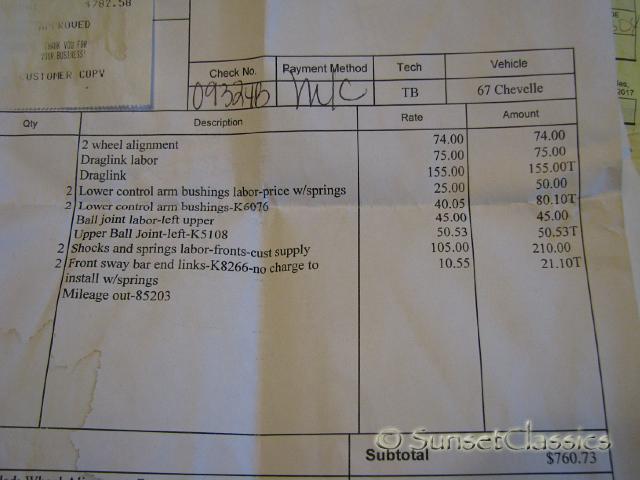 $782.58
APPROVED
THANK YOU FOR
YOUR BUSINESS!
CUSTOMER COPY
2017
Check No. Payment Method Tech Vehicle
093248 M/C TB 67 Chevelle
Qty Description Rate Amount
2 wheel alignment 74.00 74.00
Draglink labor 75.00 75.00
Draglink 155.00 155.00T
2 Lower control arm bushings labor-price w/springs 25.00 50.00
2 Lower control arm bushings-K6076 40.05 80.10T
Ball joint labor-left upper 45.00 45.00
Upper Ball Joint-left-K5108 50.53 50.53T
2 Shocks and springs labor-fronts-cust supply 105.00 210.00
2 Front sway bar end links-K8266-no charge to 10.55 21.10T
install w/springs
Mileage out-85203
© SunsetClassics
Subtotal $760.73